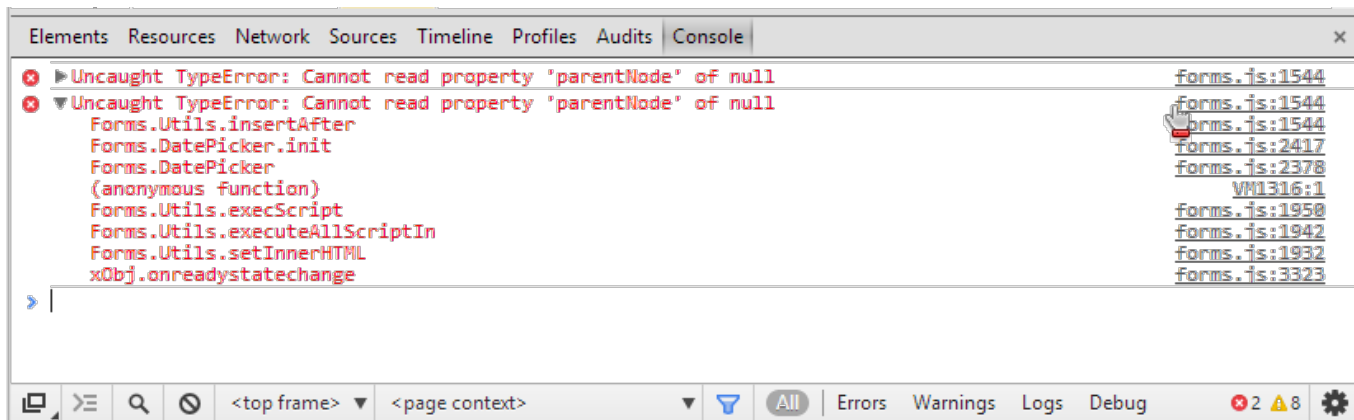 Elements Resources Network Sources Timeline Profiles Audits Console ×
Uncaught TypeError: Cannot read property 'parentNode' of null forms.js:1544
Uncaught TypeError: Cannot read property 'parentNode' of null forms.js:1544
Forms.Utils.insertAfter forms.js:1544
Forms.DatePicker.init forms.js:2417
Forms.DatePicker forms.js:2378
(anonymous function) VM1316:1
Forms.Utils.execScript forms.js:1950
Forms.Utils.executeAllScriptIn forms.js:1942
Forms.Utils.setInnerHTML forms.js:1932
xObj.onreadystatechange forms.js:3323
<top frame> <page context> All Errors Warnings Logs Debug 2 8